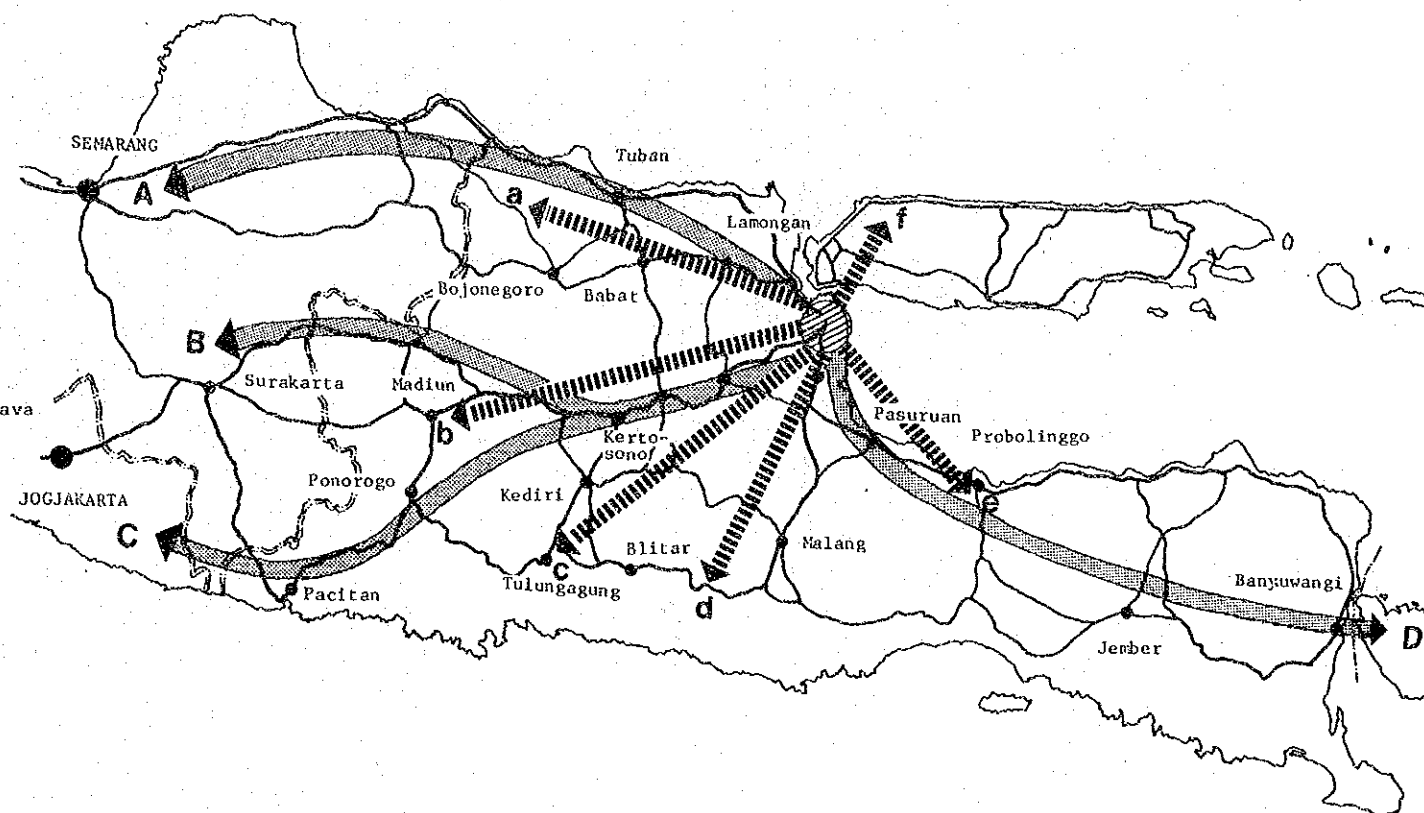 SEMARANG
A
a
Tuban
Lamongan
f
Bojonegoro
Babat
B
Surakarta
Madiun
ava
b
Pasuruan
Probolinggo
Kerto-
sono
Ponorogo
Kediri
JOGJAKARTA
C
e
Malang
c
Blitar
Tulungagung
d
Pacitan
Banyuwangi
D
Jember